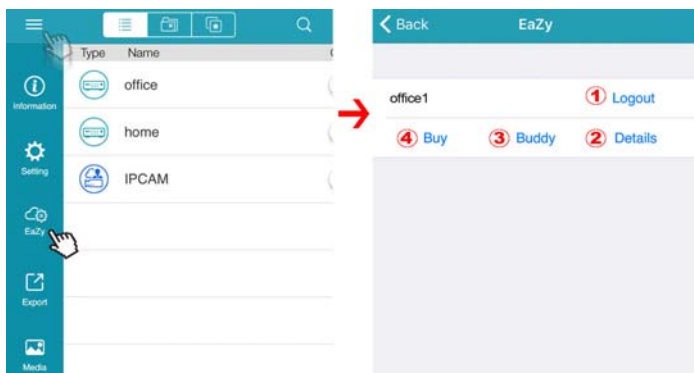 Type Name
Information
office
home
Setting
IPCAM
EaZy
Export
Media
Back EaZy
office1 ① Logout
④ Buy ③ Buddy ② Details